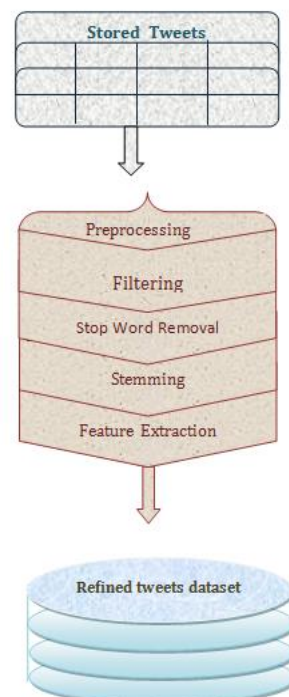 Stored Tweets
Preprocessing
Filtering
Stop Word Removal
Stemming
Feature Extraction
Refined tweets dataset